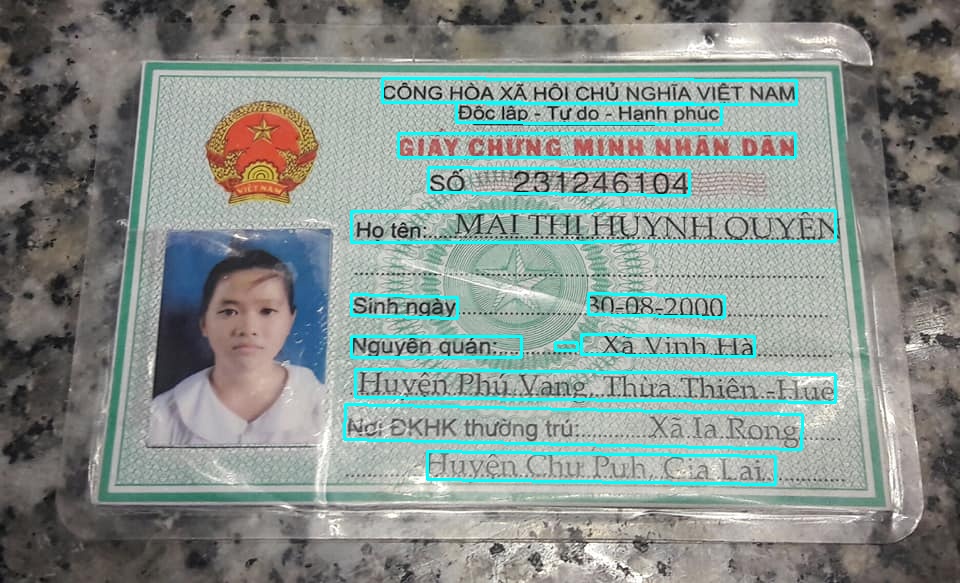 CỘNG HÒA XÃ HỘI CHỦ NGHĨA VIỆT NAM
Độc lập - Tự do - Hạnh phúc
GIẤY CHỨNG MINH NHÂN DÂN
SỐ 231246104
Họ tên: MAI THỊ HUỲNH QUYÊN
Sinh ngày 30-08-2000
Nguyên quán: Xã Vinh Hà
Huyện Phú Vang, Thừa Thiên -Huế
Nơi ĐKHK thường trú: Xã Ia Rong
Huyện Chư Pưh, Gia Lai.
VIỆT NAM